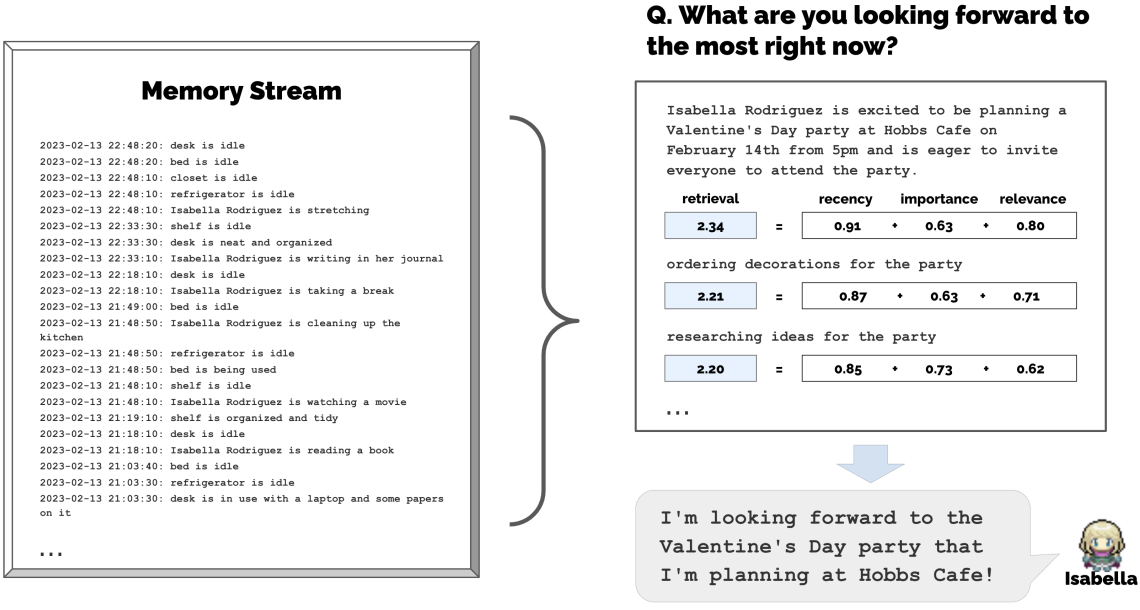 Memory Stream
2023-02-13 22:48:20: desk is idle
2023-02-13 22:48:20: bed is idle
2023-02-13 22:48:10: closet is idle
2023-02-13 22:48:10: refrigerator is idle
2023-02-13 22:48:10: Isabella Rodriguez is stretching
2023-02-13 22:33:30: shelf is idle
2023-02-13 22:33:30: desk is neat and organized
2023-02-13 22:33:10: Isabella Rodriguez is writing in her journal
2023-02-13 22:18:10: desk is idle
2023-02-13 22:18:10: Isabella Rodriguez is taking a break
2023-02-13 21:49:00: bed is idle
2023-02-13 21:48:50: Isabella Rodriguez is cleaning up the
kitchen
2023-02-13 21:48:50: refrigerator is idle
2023-02-13 21:48:50: bed is being used
2023-02-13 21:48:10: shelf is idle
2023-02-13 21:48:10: Isabella Rodriguez is watching a movie
2023-02-13 21:19:10: shelf is organized and tidy
2023-02-13 21:18:10: desk is idle
2023-02-13 21:18:10: Isabella Rodriguez is reading a book
2023-02-13 21:03:40: bed is idle
2023-02-13 21:03:30: refrigerator is idle
2023-02-13 21:03:30: desk is in use with a laptop and some papers
on it
...
Q. What are you looking forward to
the most right now?
Isabella Rodriguez is excited to be planning a
Valentine's Day party at Hobbs Cafe on
February 14th from 5pm and is eager to invite
everyone to attend the party.
retrieval recency importance relevance
2.34 = 0.91 + 0.63 + 0.80
ordering decorations for the party
2.21 = 0.87 + 0.63 + 0.71
researching ideas for the party
2.20 = 0.85 + 0.73 + 0.62
...
I'm looking forward to the
Valentine's Day party that
I'm planning at Hobbs Cafe!
Isabella